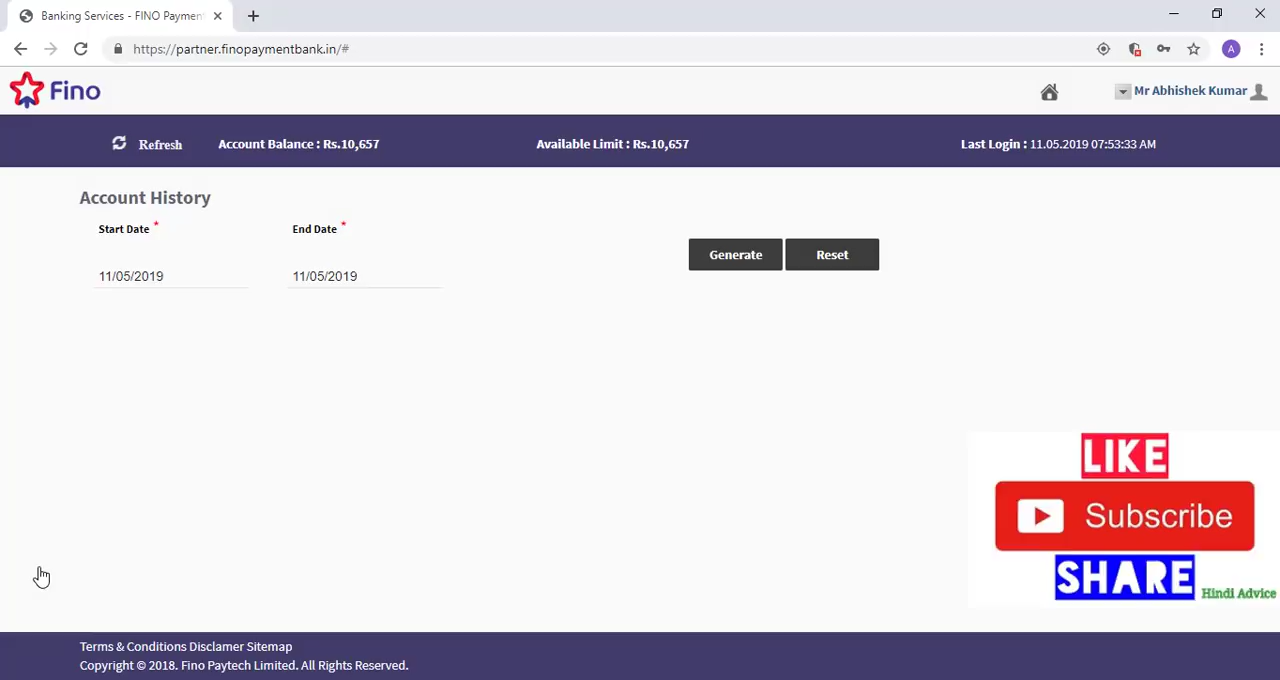 Banking Services - FINO Paymen
https://partner.finopaymentbank.in/#
A
Fino
Mr Abhishek Kumar
Refresh
Account Balance : Rs.10,657
Available Limit : Rs.10,657
Last Login : 11.05.2019 07:53:33 AM
Account History
Start Date *
End Date *
Generate
Reset
11/05/2019
11/05/2019
LIKE
Subscribe
SHARE
Hindi Advice
Terms & Conditions Disclamer Sitemap
Copyright © 2018. Fino Paytech Limited. All Rights Reserved.